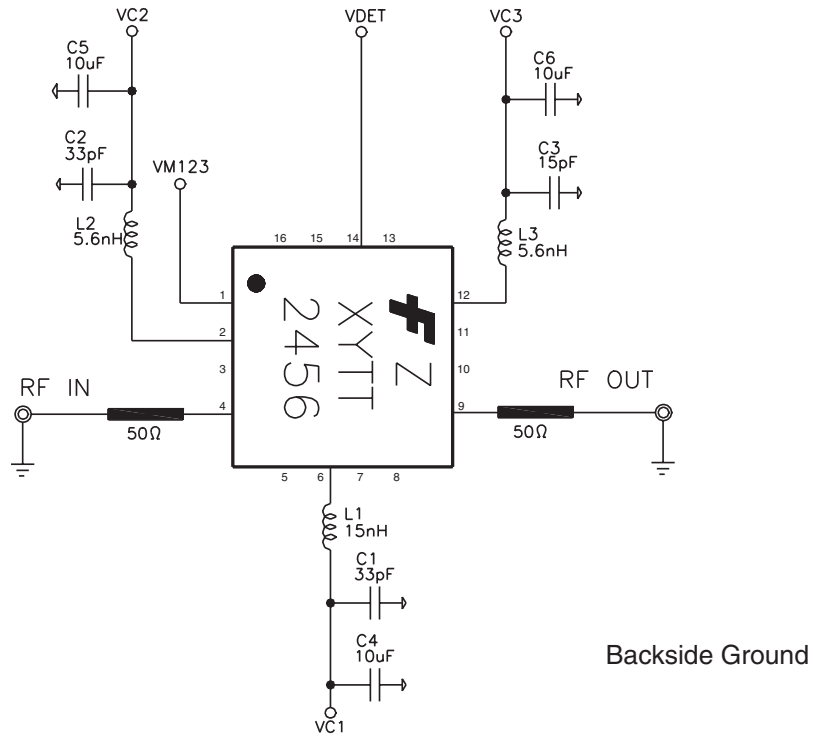 VC2
VDET
VC3
C5
10uF
C6
10uF
C2
33pF
C3
15pF
VM123
L2
5.6nH
L3
5.6nH
16 15 14 13
1
2
3
4
12
11
10
9
5 6 7 8
Z
XYTT
2456
RF IN
50Ω
RF OUT
50Ω
L1
15nH
C1
33pF
C4
10uF
VC1
Backside Ground